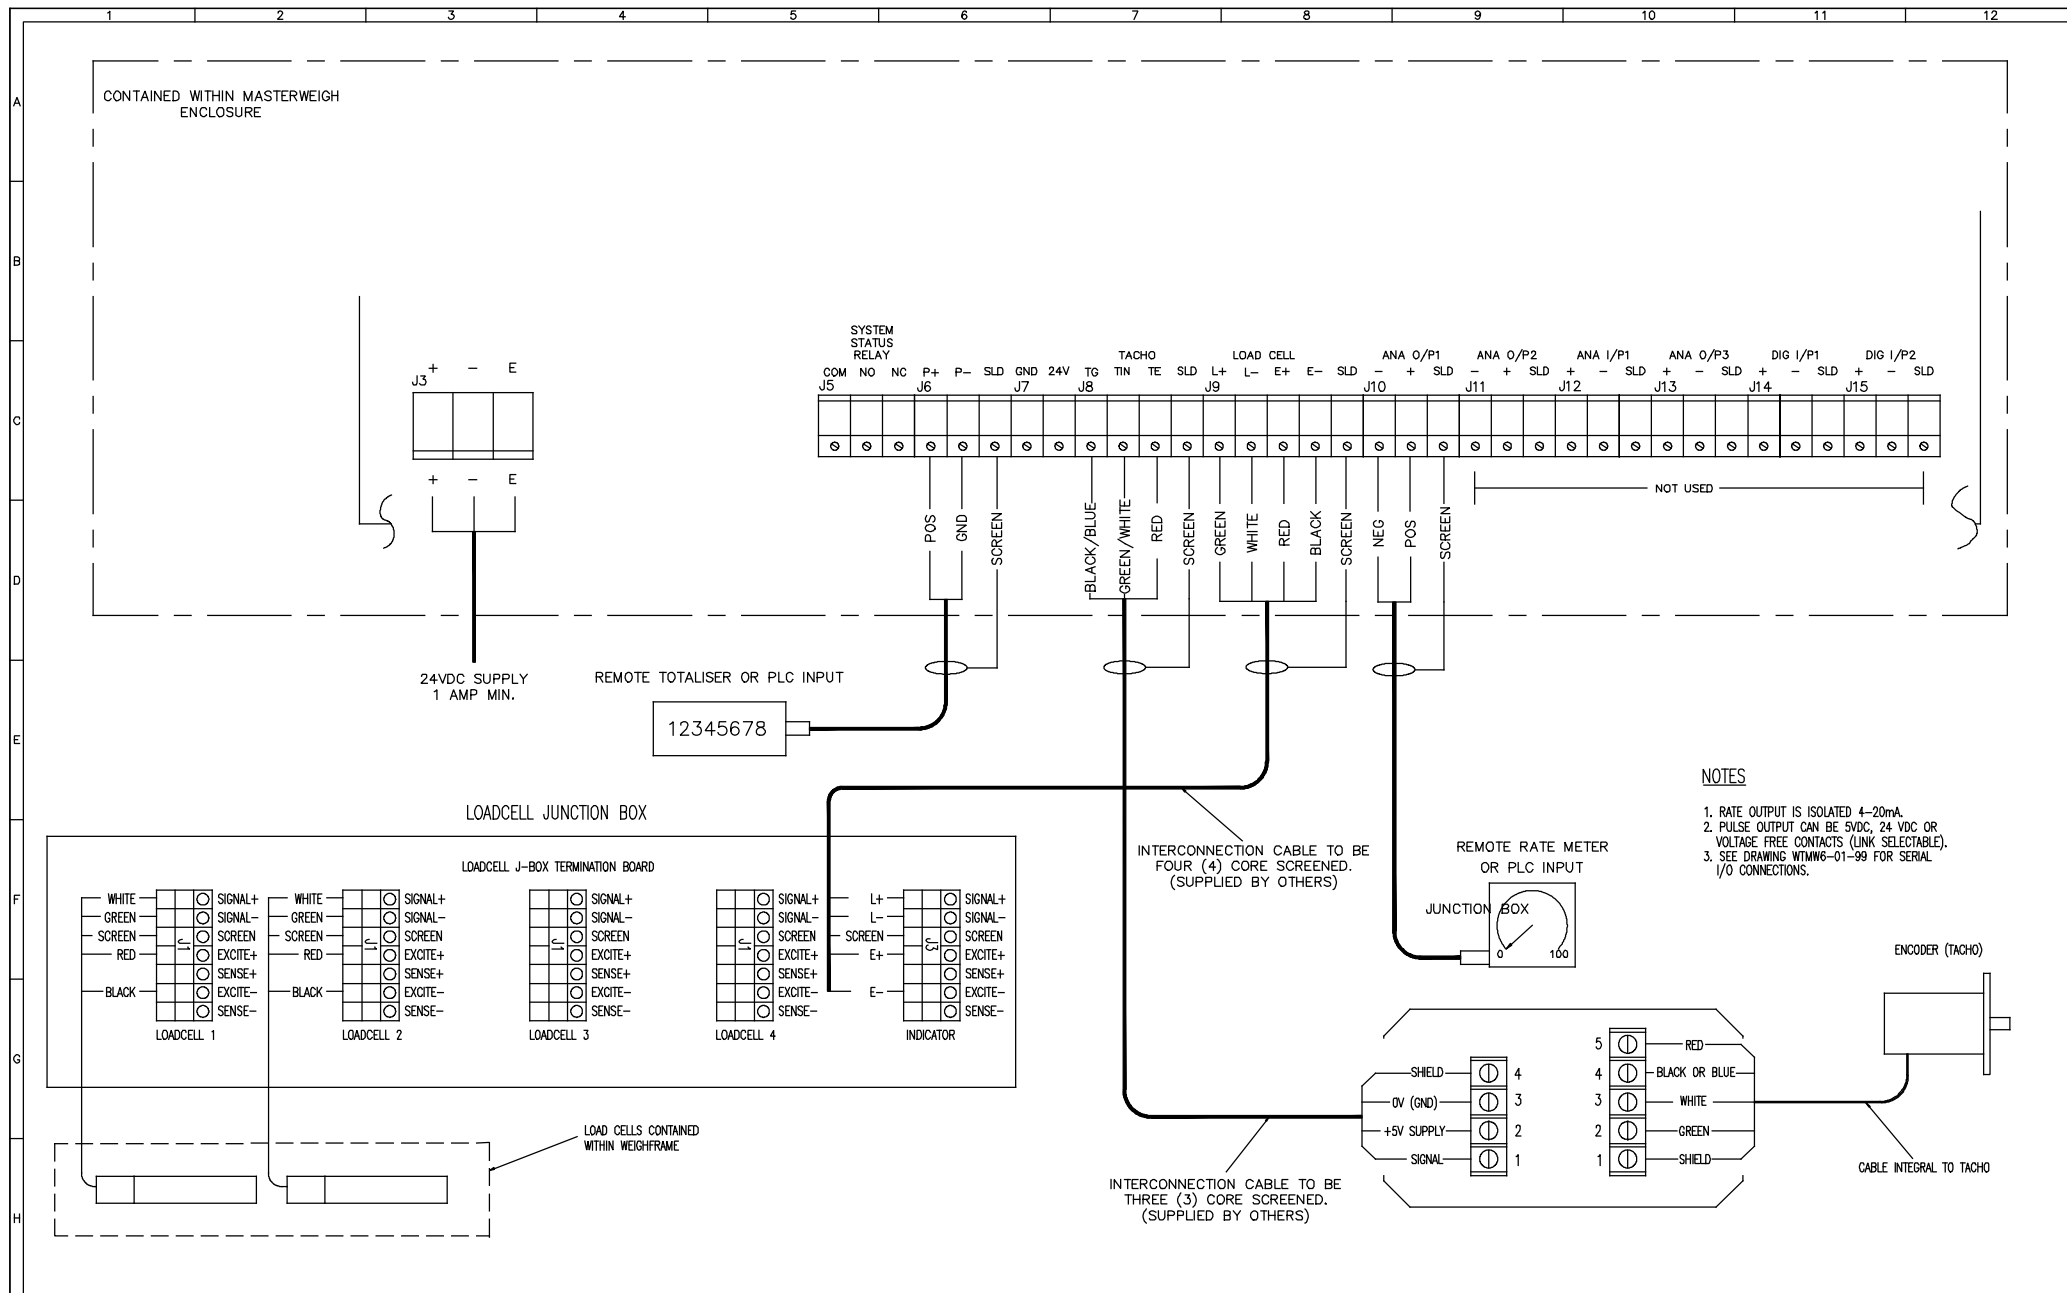 1 2 3 4 5 6 7 8 9 10 11 12
A
B
C
D
E
F
G
H
CONTAINED WITHIN MASTERWEIGH
ENCLOSURE
SYSTEM
STATUS
RELAY
TACHO
LOAD CELL
ANA O/P1
ANA O/P2
ANA I/P1
ANA O/P3
DIG I/P1
DIG I/P2
COM NO NC P+ P- SLD GND 24V TG TIN TE SLD L+ L- E+ E- SLD - + SLD - + SLD + - SLD + - SLD + - SLD + - SLD
J5 J6 J7 J8 J9 J10 J11 J12 J13 J14 J15
+ - E
J3
+ - E
NOT USED
POS
GND
SCREEN
BLACK/BLUE
GREEN/WHITE
RED
SCREEN
GREEN
WHITE
RED
BLACK
SCREEN
NEG
POS
SCREEN
24VDC SUPPLY
1 AMP MIN.
REMOTE TOTALISER OR PLC INPUT
12345678
NOTES
1. RATE OUTPUT IS ISOLATED 4-20mA.
2. PULSE OUTPUT CAN BE 5VDC, 24 VDC OR
VOLTAGE FREE CONTACTS (LINK SELECTABLE).
3. SEE DRAWING WTMW6-01-99 FOR SERIAL
I/O CONNECTIONS.
LOADCELL JUNCTION BOX
LOADCELL J-BOX TERMINATION BOARD
WHITE
GREEN
SCREEN
RED
BLACK
J1
SIGNAL+
SIGNAL-
SCREEN
EXCITE+
SENSE+
EXCITE-
SENSE-
LOADCELL 1
WHITE
GREEN
SCREEN
RED
BLACK
J1
SIGNAL+
SIGNAL-
SCREEN
EXCITE+
SENSE+
EXCITE-
SENSE-
LOADCELL 2
J1
SIGNAL+
SIGNAL-
SCREEN
EXCITE+
SENSE+
EXCITE-
SENSE-
LOADCELL 3
J1
SIGNAL+
SIGNAL-
SCREEN
EXCITE+
SENSE+
EXCITE-
SENSE-
LOADCELL 4
L+
L-
SCREEN
E+
E-
J3
SIGNAL+
SIGNAL-
SCREEN
EXCITE+
SENSE+
EXCITE-
SENSE-
INDICATOR
INTERCONNECTION CABLE TO BE
FOUR (4) CORE SCREENED.
(SUPPLIED BY OTHERS)
REMOTE RATE METER
OR PLC INPUT
JUNCTION BOX
0 100
ENCODER (TACHO)
SHIELD 4
0V (GND) 3
+5V SUPPLY 2
SIGNAL 1
5 RED
4 BLACK OR BLUE
3 WHITE
2 GREEN
1 SHIELD
CABLE INTEGRAL TO TACHO
LOAD CELLS CONTAINED
WITHIN WEIGHFRAME
INTERCONNECTION CABLE TO BE
THREE (3) CORE SCREENED.
(SUPPLIED BY OTHERS)